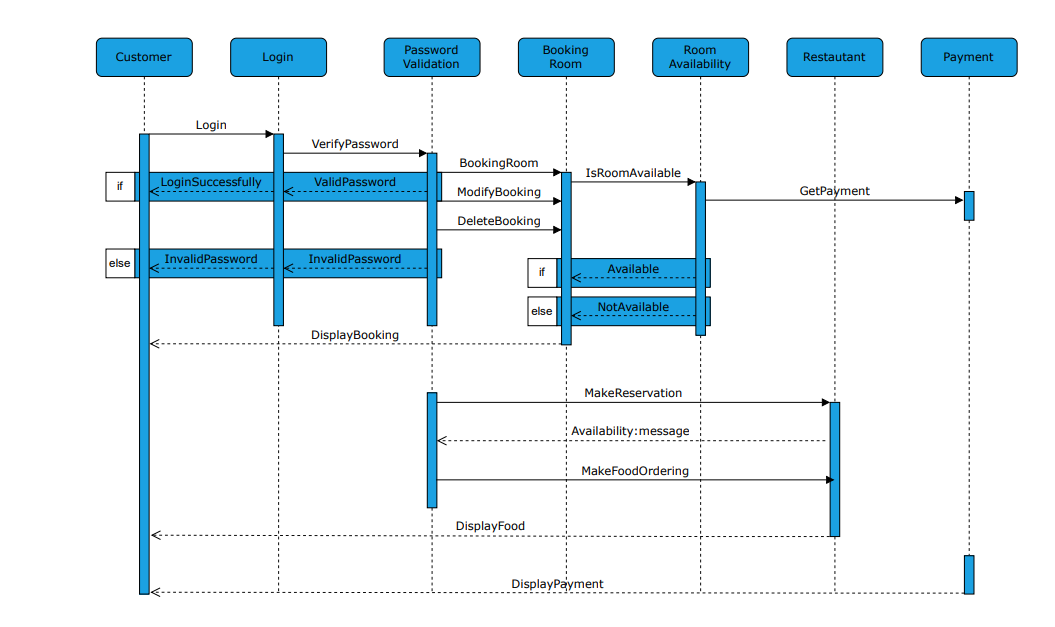 Customer
Login
Password
Validation
Booking
Room
Room
Availability
Restautant
Payment
Login
VerifyPassword
BookingRoom
IsRoomAvailable
if
LoginSuccessfully
ValidPassword
ModifyBooking
GetPayment
DeleteBooking
else
InvalidPassword
InvalidPassword
if
Available
else
NotAvailable
DisplayBooking
MakeReservation
Availability:message
MakeFoodOrdering
DisplayFood
DisplayPayment